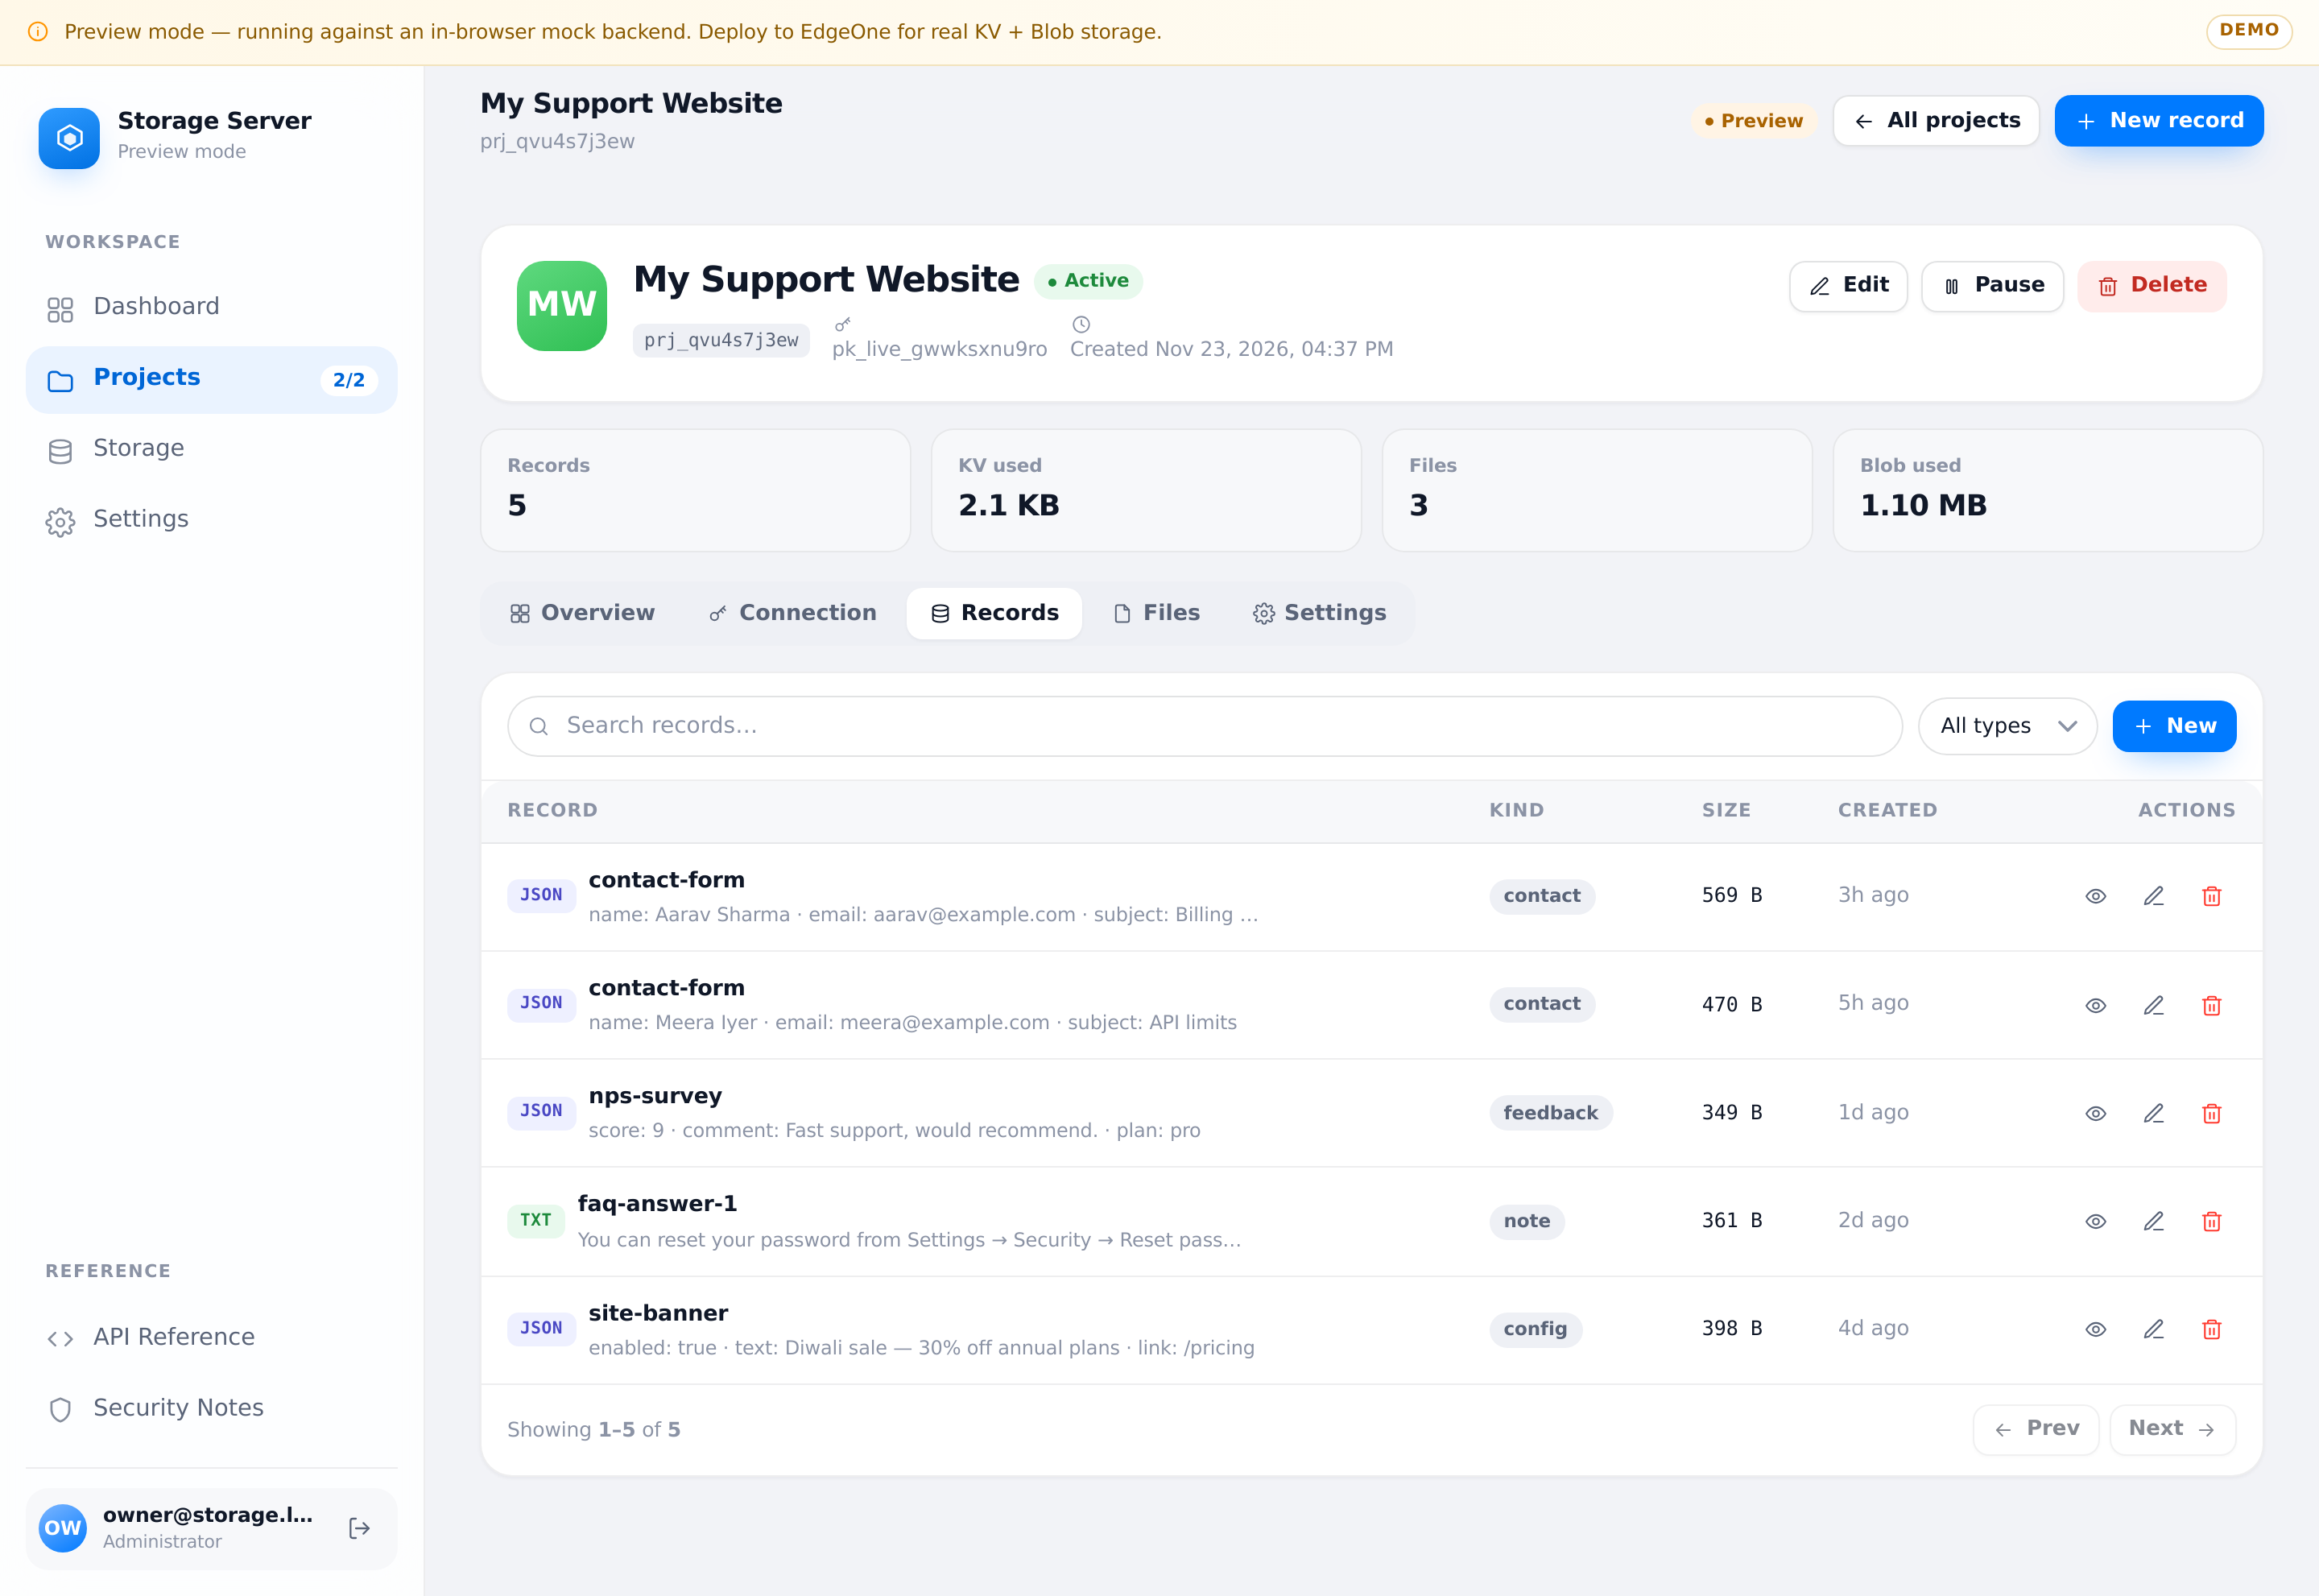 Preview mode — running against an in-browser mock backend. Deploy to EdgeOne for real KV + Blob storage.
DEMO
Storage Server
Preview mode
WORKSPACE
Dashboard
Projects
2/2
Storage
Settings
REFERENCE
API Reference
Security Notes
OW
owner@storage.l...
Administrator
My Support Website
prj_qvu4s7j3ew
Preview
All projects
New record
MW
My Support Website
Active
prj_qvu4s7j3ew
pk_live_gwwksxnu9ro
Created Nov 23, 2026, 04:37 PM
Edit
Pause
Delete
Records
5
KV used
2.1 KB
Files
3
Blob used
1.10 MB
Overview
Connection
Records
Files
Settings
Search records…
All types
New
RECORD KIND SIZE CREATED ACTIONS
JSON
contact-form
name: Aarav Sharma · email: aarav@example.com · subject: Billing …
contact
569 B
3h ago
JSON
contact-form
name: Meera Iyer · email: meera@example.com · subject: API limits
contact
470 B
5h ago
JSON
nps-survey
score: 9 · comment: Fast support, would recommend. · plan: pro
feedback
349 B
1d ago
TXT
faq-answer-1
You can reset your password from Settings → Security → Reset pass…
note
361 B
2d ago
JSON
site-banner
enabled: true · text: Diwali sale — 30% off annual plans · link: /pricing
config
398 B
4d ago
Showing 1–5 of 5
← Prev
Next →